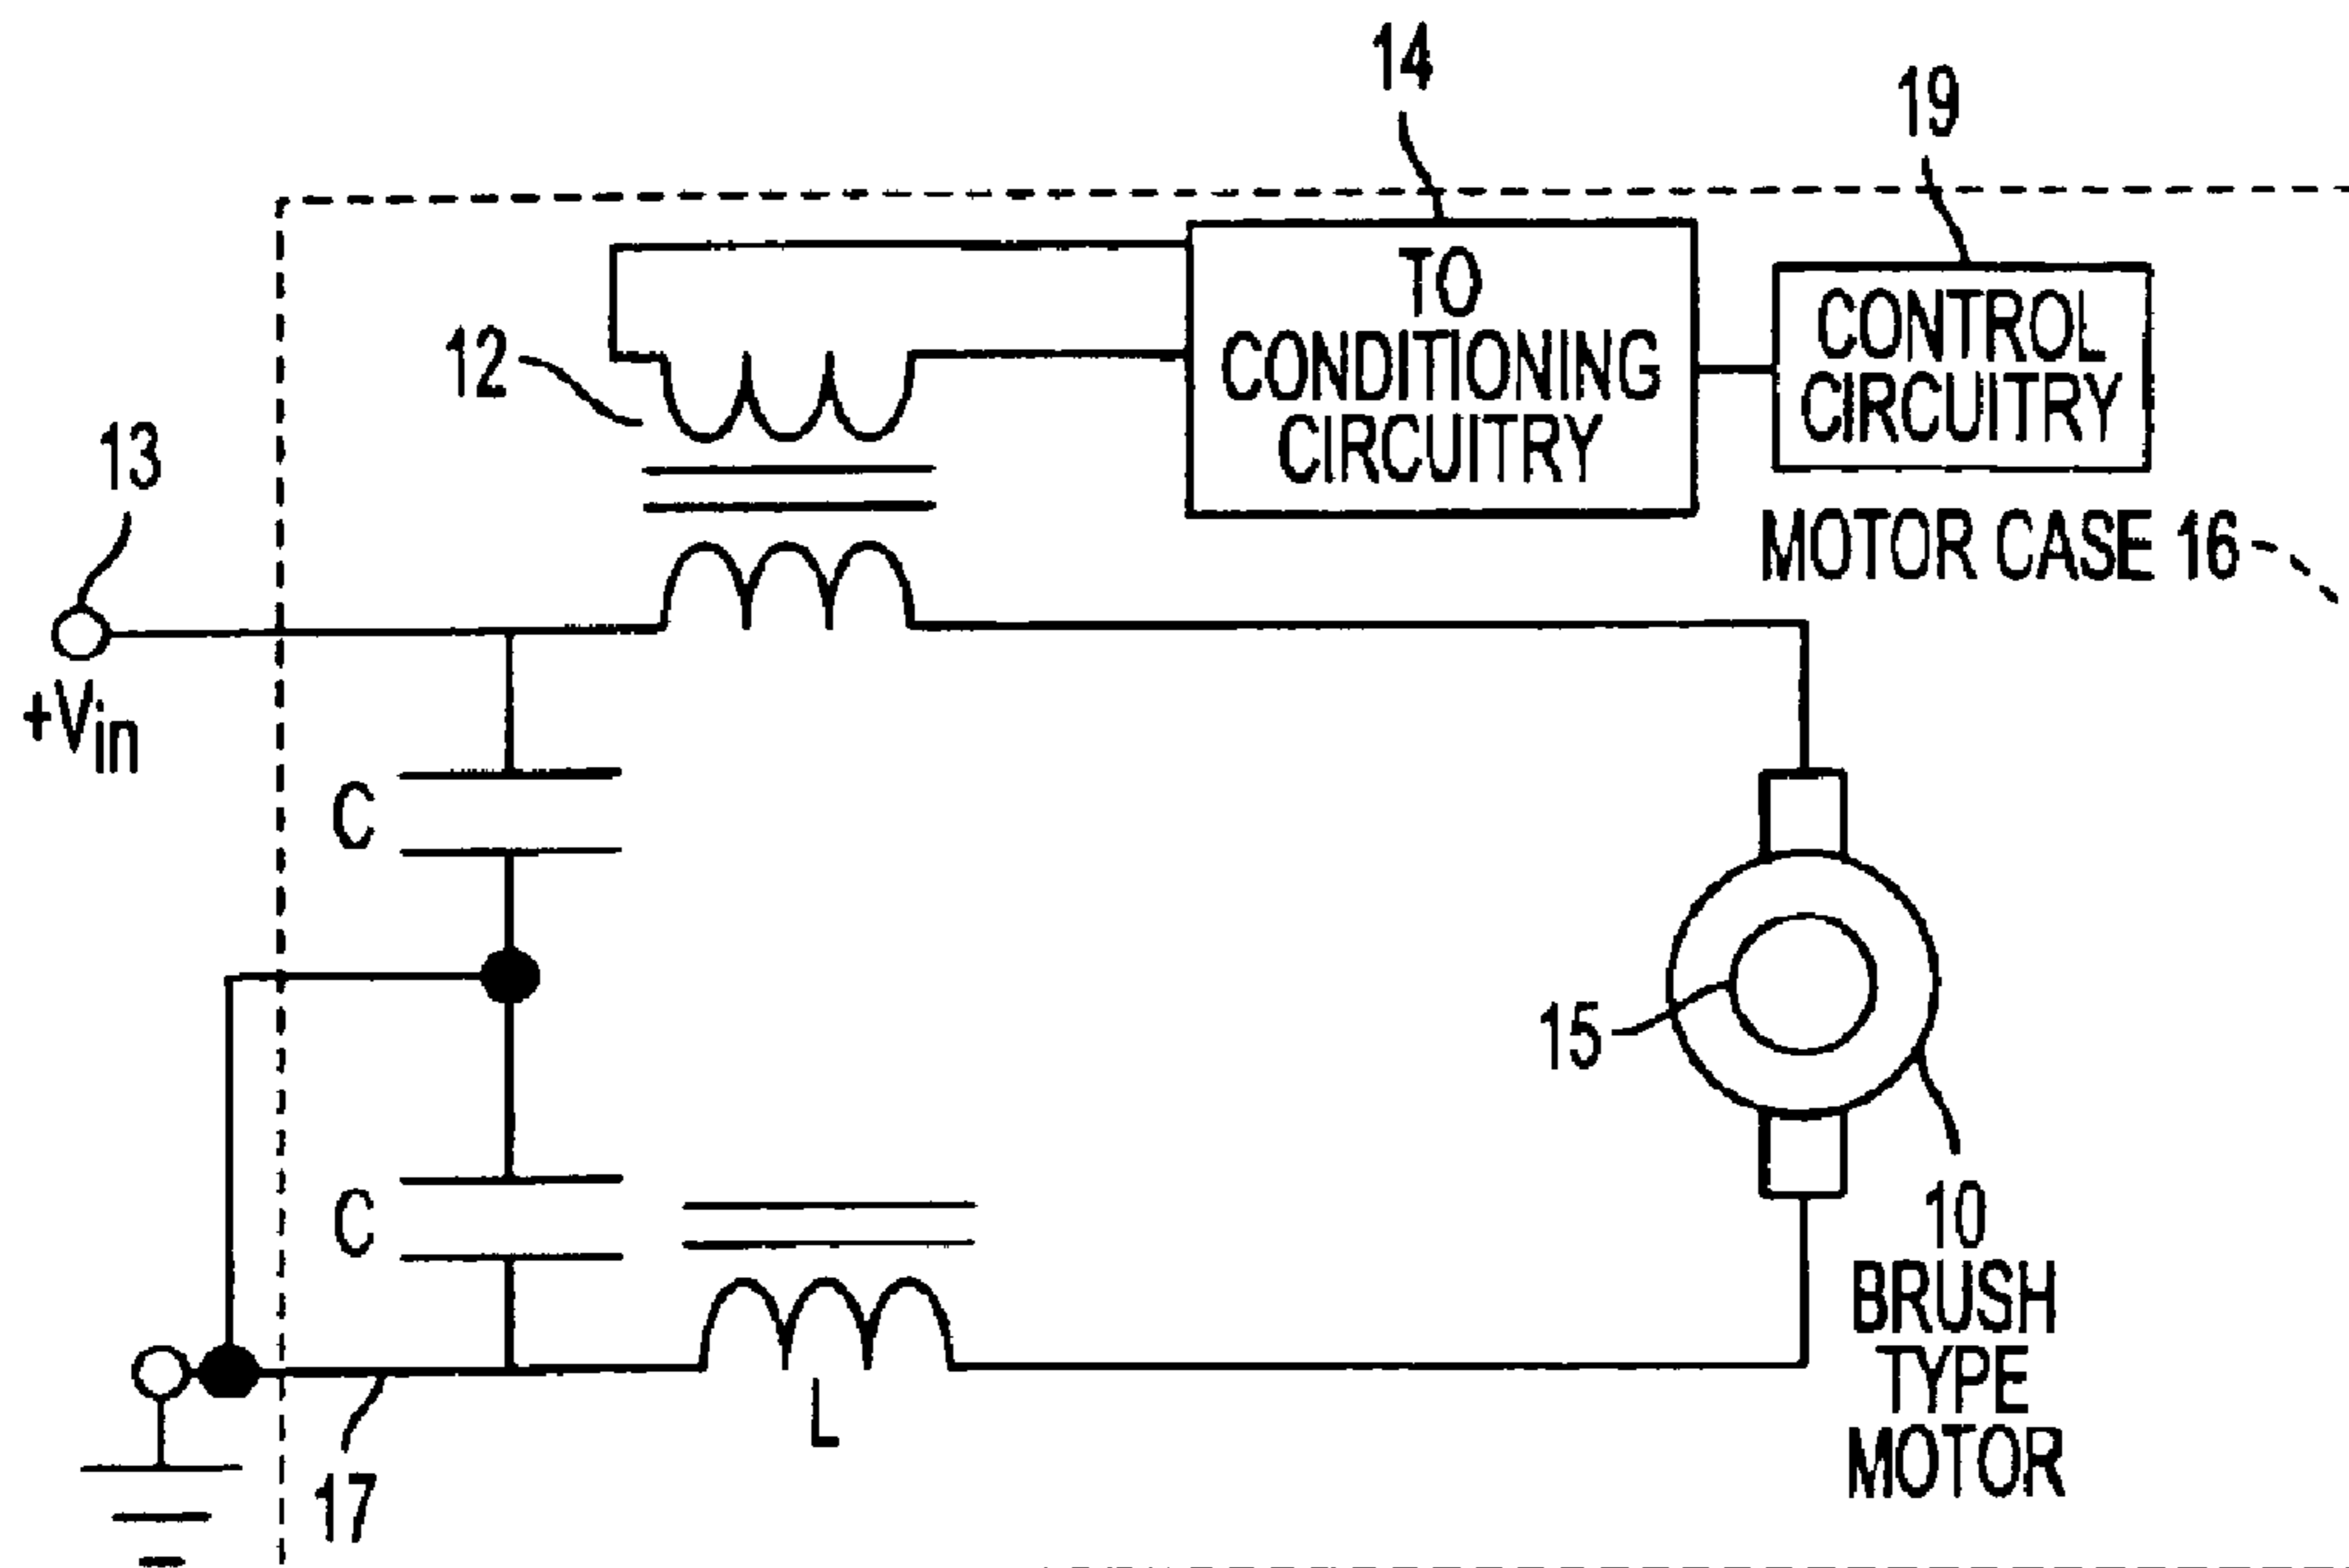 14
19
TO
CONDITIONING
CIRCUITRY
CONTROL
CIRCUITRY
12
13
MOTOR CASE 16
+Vin
C
15
C
10
BRUSH
TYPE
MOTOR
L
17